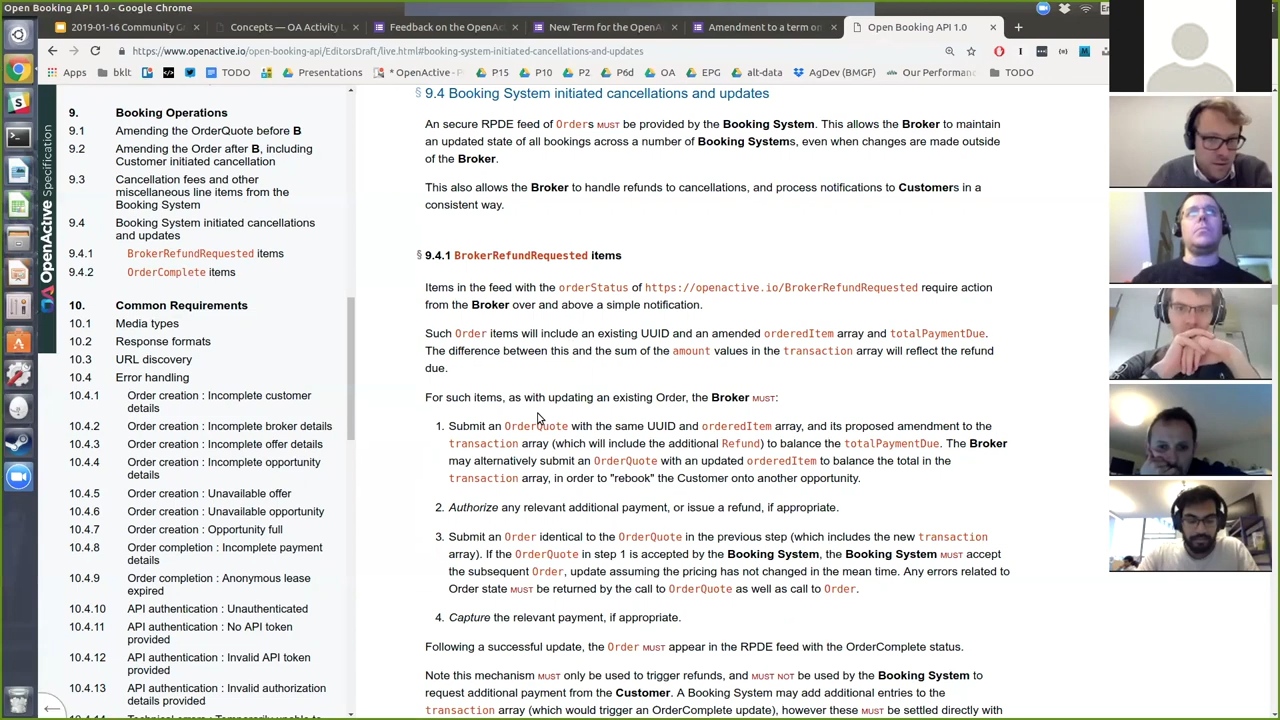 Open Booking API 1.0 - Google Chrome
2019-01-16 Community G
Concepts — OA Activity L
Feedback on the OpenA
New Term for the OpenA
Amendment to a term on
Open Booking API 1.0
https://www.openactive.io/open-booking-api/EditorsDraft/live.html#booking-system-initiated-cancellations-and-updates
Apps
bklt
TODO
Presentations
* OpenActive - F
P15
P10
P2
P6d
OA
EPG
alt-data
AgDev (BMGF)
Our Performanc
TODO
OpenActive Specification
9. Booking Operations
9.1 Amending the OrderQuote before B
9.2 Amending the Order after B, including
Customer initiated cancellation
9.3 Cancellation fees and other
miscellaneous line items from the
Booking System
9.4 Booking System initiated cancellations
and updates
9.4.1 BrokerRefundRequested items
9.4.2 OrderComplete items
10. Common Requirements
10.1 Media types
10.2 Response formats
10.3 URL discovery
10.4 Error handling
10.4.1 Order creation : Incomplete customer
details
10.4.2 Order creation : Incomplete broker details
10.4.3 Order creation : Incomplete offer details
10.4.4 Order creation : Incomplete opportunity
details
10.4.5 Order creation : Unavailable offer
10.4.6 Order creation : Unavailable opportunity
10.4.7 Order creation : Opportunity full
10.4.8 Order completion : Incomplete payment
details
10.4.9 Order completion : Anonymous lease
expired
10.4.10 API authentication : Unauthenticated
10.4.11 API authentication : No API token
provided
10.4.12 API authentication : Invalid API token
provided
10.4.13 API authentication : Invalid authorization
details provided
10.4.14 Technical errors : Temporarily unable to
§ 9.4 Booking System initiated cancellations and updates
An secure RPDE feed of Orders MUST be provided by the Booking System. This allows the Broker to maintain
an updated state of all bookings across a number of Booking Systems, even when changes are made outside
of the Broker.
This also allows the Broker to handle refunds to cancellations, and process notifications to Customers in a
consistent way.
§ 9.4.1 BrokerRefundRequested items
Items in the feed with the orderStatus of https://openactive.io/BrokerRefundRequested require action
from the Broker over and above a simple notification.
Such Order items will include an existing UUID and an amended orderedItem array and totalPaymentDue.
The difference between this and the sum of the amount values in the transaction array will reflect the refund
due.
For such items, as with updating an existing Order, the Broker MUST:
1. Submit an OrderQuote with the same UUID and orderedItem array, and its proposed amendment to the
transaction array (which will include the additional Refund) to balance the totalPaymentDue. The Broker
may alternatively submit an OrderQuote with an updated orderedItem to balance the total in the
transaction array, in order to "rebook" the Customer onto another opportunity.
2. Authorize any relevant additional payment, or issue a refund, if appropriate.
3. Submit an Order identical to the OrderQuote in the previous step (which includes the new transaction
array). If the OrderQuote in step 1 is accepted by the Booking System, the Booking System MUST accept
the subsequent Order, update assuming the pricing has not changed in the mean time. Any errors related to
Order state MUST be returned by the call to OrderQuote as well as call to Order.
4. Capture the relevant payment, if appropriate.
Following a successful update, the Order MUST appear in the RPDE feed with the OrderComplete status.
Note this mechanism MUST only be used to trigger refunds, and MUST NOT be used by the Booking System to
request additional payment from the Customer. A Booking System may add additional entries to the
transaction array (which would trigger an OrderComplete update), however these MUST be settled directly with